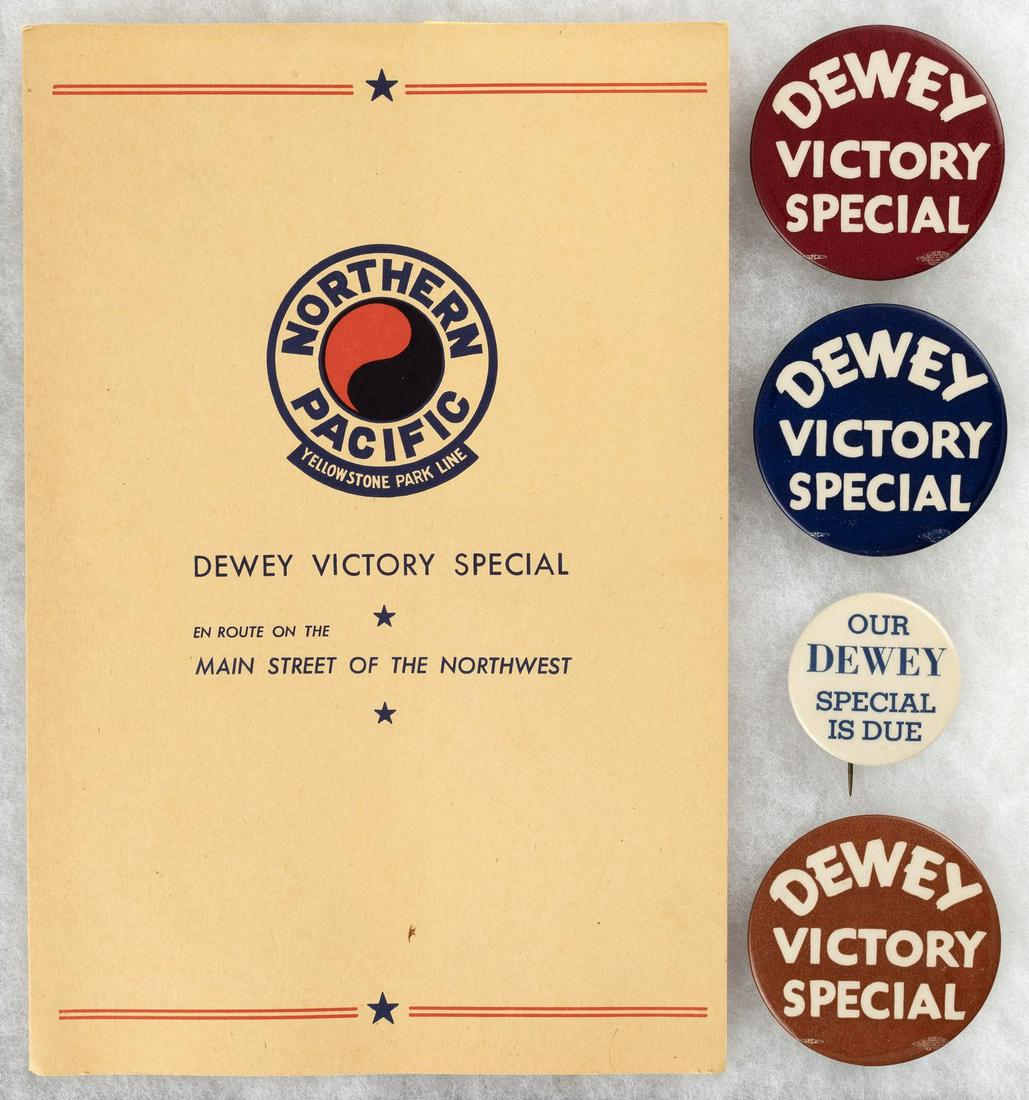 NORTHERN
PACIFIC
YELLOWSTONE PARK LINE
DEWEY VICTORY SPECIAL
EN ROUTE ON THE
MAIN STREET OF THE NORTHWEST
DEWEY
VICTORY
SPECIAL
DEWEY
VICTORY
SPECIAL
OUR
DEWEY
SPECIAL
IS DUE
DEWEY
VICTORY
SPECIAL